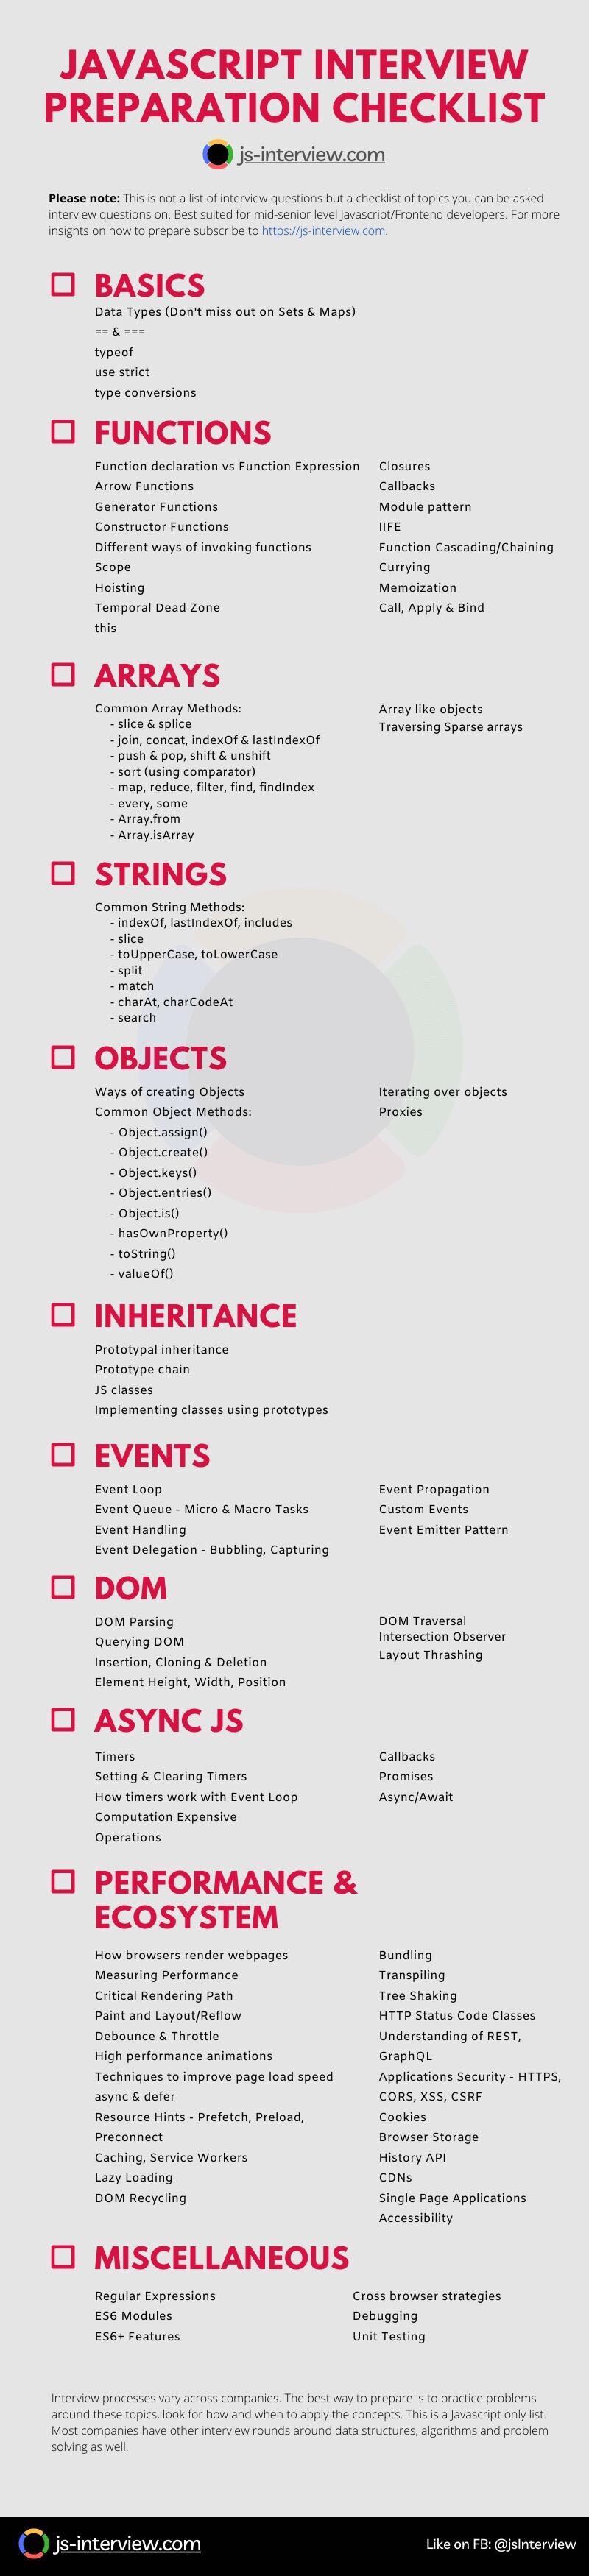 JAVASCRIPT INTERVIEW
PREPARATION CHECKLIST
js-interview.com
Please note: This is not a list of interview questions but a checklist of topics you can be asked
interview questions on. Best suited for mid-senior level Javascript/Frontend developers. For more
insights on how to prepare subscribe to https://js-interview.com.
BASICS
Data Types (Don't miss out on Sets & Maps)
== & ===
typeof
use strict
type conversions
FUNCTIONS
Function declaration vs Function Expression
Arrow Functions
Generator Functions
Constructor Functions
Different ways of invoking functions
Scope
Hoisting
Temporal Dead Zone
this
Closures
Callbacks
Module pattern
IIFE
Function Cascading/Chaining
Currying
Memoization
Call, Apply & Bind
ARRAYS
Common Array Methods:
- slice & splice
- join, concat, indexOf & lastIndexOf
- push & pop, shift & unshift
- sort (using comparator)
- map, reduce, filter, find, findIndex
- every, some
- Array.from
- Array.isArray
Array like objects
Traversing Sparse arrays
STRINGS
Common String Methods:
- indexOf, lastIndexOf, includes
- slice
- toUpperCase, toLowerCase
- split
- match
- charAt, charCodeAt
- search
OBJECTS
Ways of creating Objects
Common Object Methods:
- Object.assign()
- Object.create()
- Object.keys()
- Object.entries()
- Object.is()
- hasOwnProperty()
- toString()
- valueOf()
Iterating over objects
Proxies
INHERITANCE
Prototypal inheritance
Prototype chain
JS classes
Implementing classes using prototypes
EVENTS
Event Loop
Event Queue - Micro & Macro Tasks
Event Handling
Event Delegation - Bubbling, Capturing
Event Propagation
Custom Events
Event Emitter Pattern
DOM
DOM Parsing
Querying DOM
Insertion, Cloning & Deletion
Element Height, Width, Position
DOM Traversal
Intersection Observer
Layout Thrashing
ASYNC JS
Timers
Setting & Clearing Timers
How timers work with Event Loop
Computation Expensive
Operations
Callbacks
Promises
Async/Await
PERFORMANCE &
ECOSYSTEM
How browsers render webpages
Measuring Performance
Critical Rendering Path
Paint and Layout/Reflow
Debounce & Throttle
High performance animations
Techniques to improve page load speed
async & defer
Resource Hints - Prefetch, Preload,
Preconnect
Caching, Service Workers
Lazy Loading
DOM Recycling
Bundling
Transpiling
Tree Shaking
HTTP Status Code Classes
Understanding of REST,
GraphQL
Applications Security - HTTPS,
CORS, XSS, CSRF
Cookies
Browser Storage
History API
CDNs
Single Page Applications
Accessibility
MISCELLANEOUS
Regular Expressions
ES6 Modules
ES6+ Features
Cross browser strategies
Debugging
Unit Testing
Interview processes vary across companies. The best way to prepare is to practice problems
around these topics, look for how and when to apply the concepts. This is a Javascript only list.
Most companies have other interview rounds around data structures, algorithms and problem
solving as well.
js-interview.com
Like on FB: @jsInterview